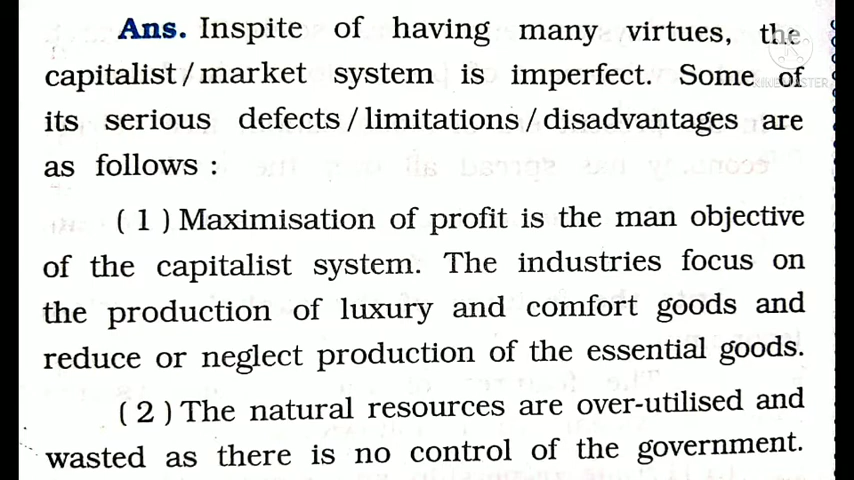 Ans. Inspite of having many virtues, the
capitalist / market system is imperfect. Some of
its serious defects / limitations / disadvantages are
as follows :
( 1 ) Maximisation of profit is the man objective
of the capitalist system. The industries focus on
the production of luxury and comfort goods and
reduce or neglect production of the essential goods.
( 2 ) The natural resources are over-utilised and
wasted as there is no control of the government.